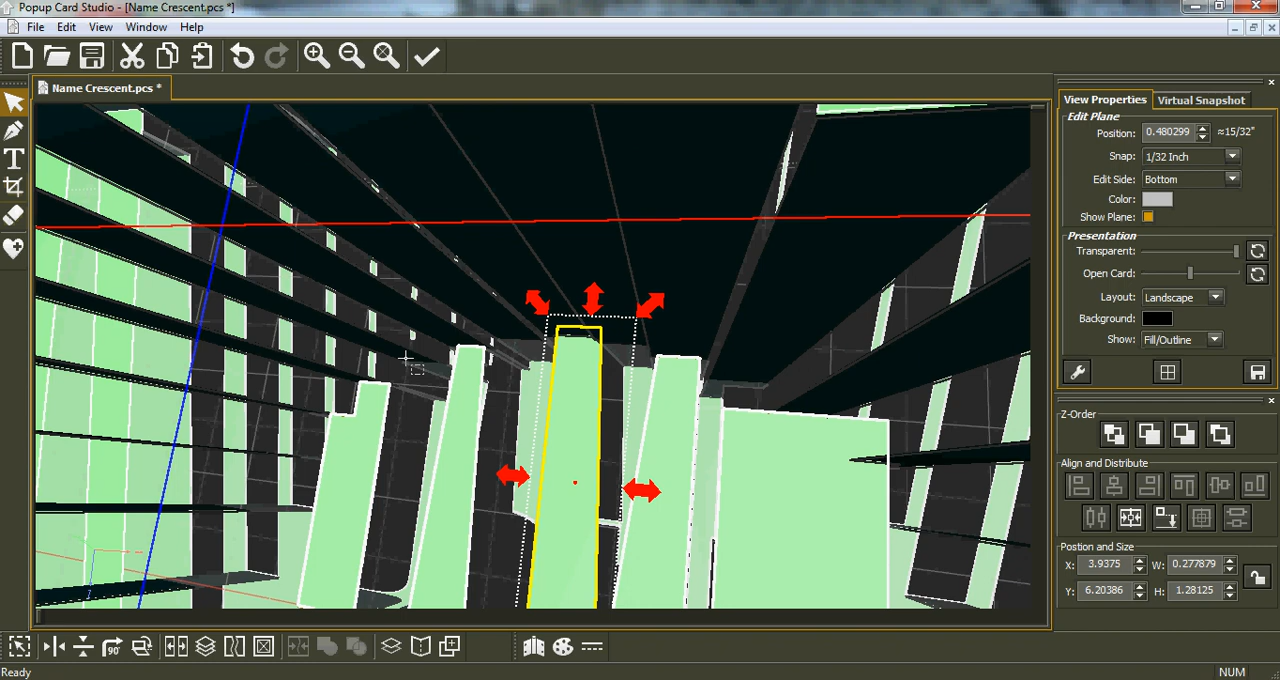 Popup Card Studio - [Name Crescent.pcs *]
File Edit View Window Help
Name Crescent.pcs *
View Properties Virtual Snapshot
Edit Plane
Position: 0.480299 ≈15/32"
Snap: 1/32 Inch
Edit Side: Bottom
Color:
Show Plane:
Presentation
Transparent:
Open Card:
Layout: Landscape
Background:
Show: Fill/Outline
Z-Order
Align and Distribute
Postion and Size
X: 3.9375 W: 0.277879
Y: 6.20386 H: 1.28125
90°
Ready NUM